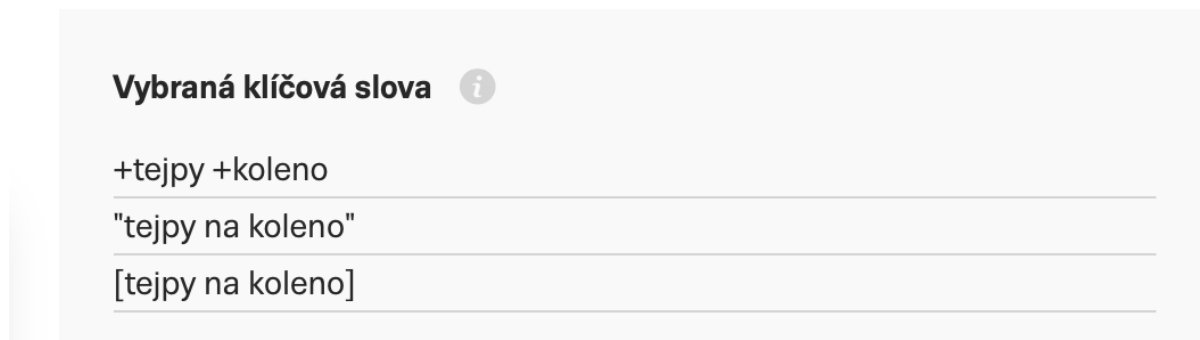 Vybraná klíčová slova
+tejpy +koleno
"tejpy na koleno"
[tejpy na koleno]